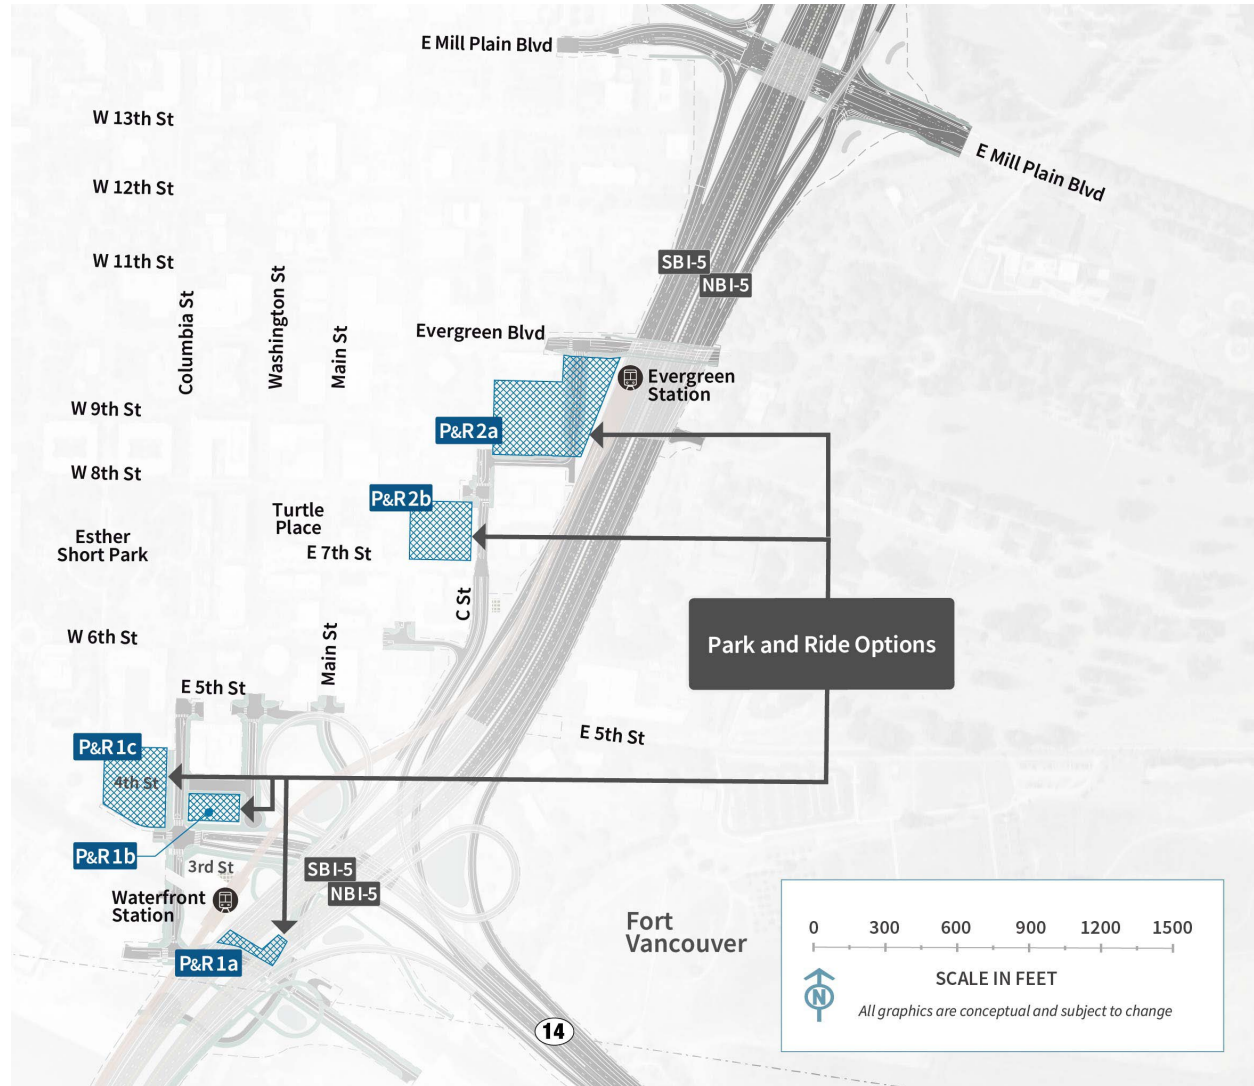 E Mill Plain Blvd
W 13th St
E Mill Plain Blvd
W 12th St
W 11th St
SB I-5
NB I-5
Columbia St
Washington St
Main St
Evergreen Blvd
Evergreen
Station
W 9th St
P&R 2a
W 8th St
P&R 2b
Turtle
Place
Esther
Short Park
E 7th St
C St
W 6th St
Main St
Park and Ride Options
E 5th St
E 5th St
P&R 1c
4th St
P&R 1b
3rd St
SB I-5
NB I-5
Waterfront
Station
P&R 1a
Fort
Vancouver
14
0 300 600 900 1200 1500
SCALE IN FEET
N
All graphics are conceptual and subject to change